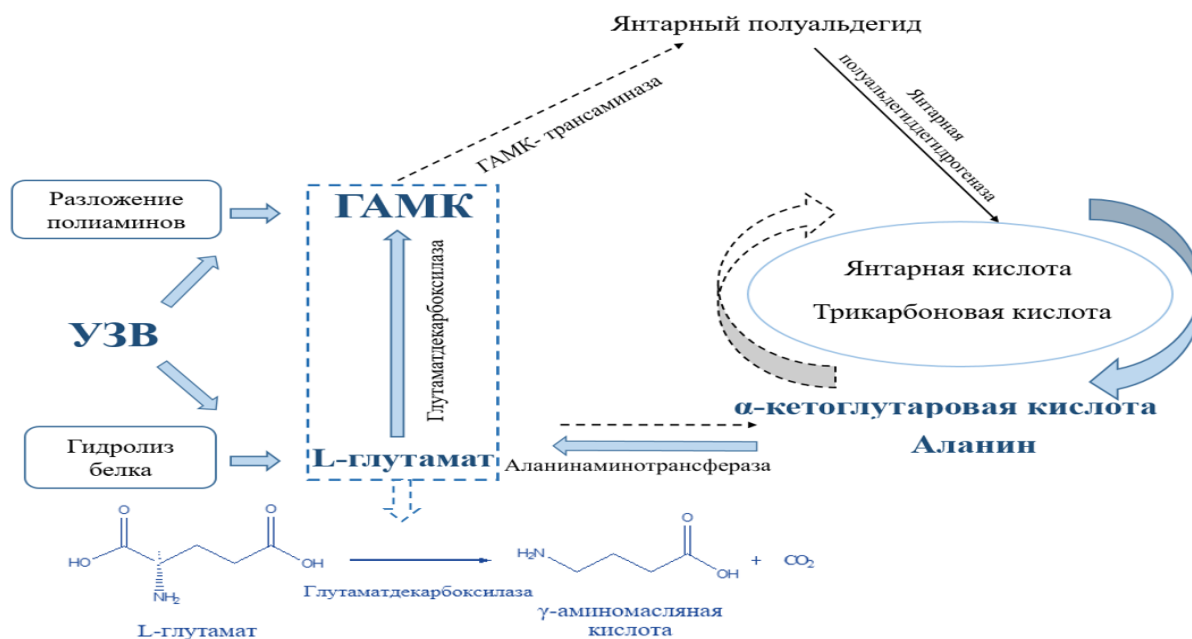 Янтарный полуальдегид
ГАМК- трансаминаза
Янтарная
полуальдегиддегидрогеназа
Разложение
полиаминов
ГАМК
Глутаматдекарбоксилаза
УЗВ
Янтарная кислота
Трикарбоновая кислота
α-кетоглутаровая кислота
Аланин
Гидролиз
белка
L-глутамат
Аланинаминотрансфераза
O
O
HO
OH
NH2
L-глутамат
Глутаматдекарбоксилаза
H2N
O
OH
+ CO2
γ-аминомасляная
кислота